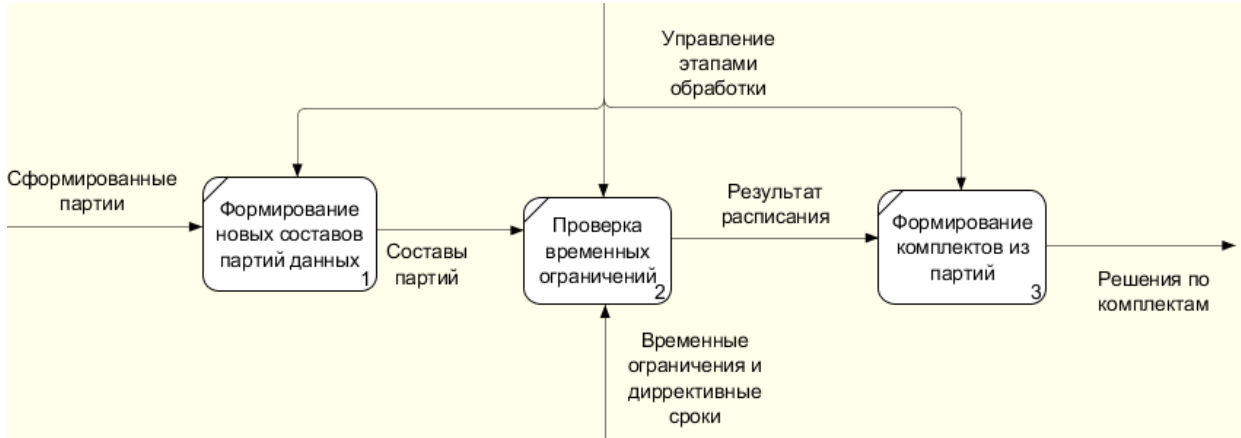 Управление
этапами
обработки
Сформированные
партии
Формирование
новых составов
партий данных
1
Составы
партий
Проверка
временных
ограничений
2
Результат
расписания
Формирование
комплектов из
партий
3
Решения по
комплектам
Временные
ограничения и
диррективные
сроки